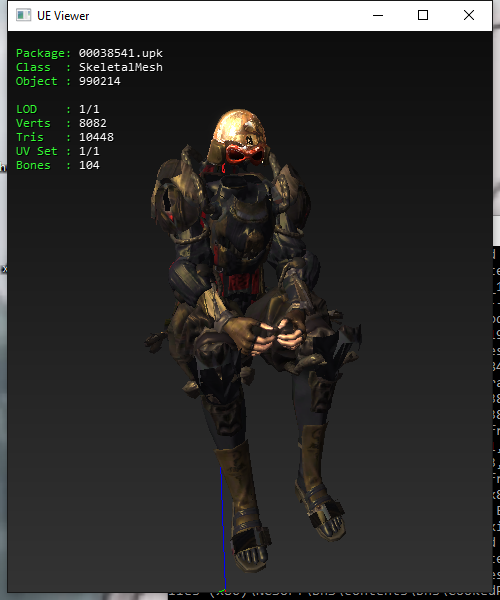 UE Viewer
Package: 00038541.upk
Class : SkeletalMesh
Object : 990214
LOD : 1/1
Verts : 8082
Tris : 10448
UV Set : 1/1
Bones : 104